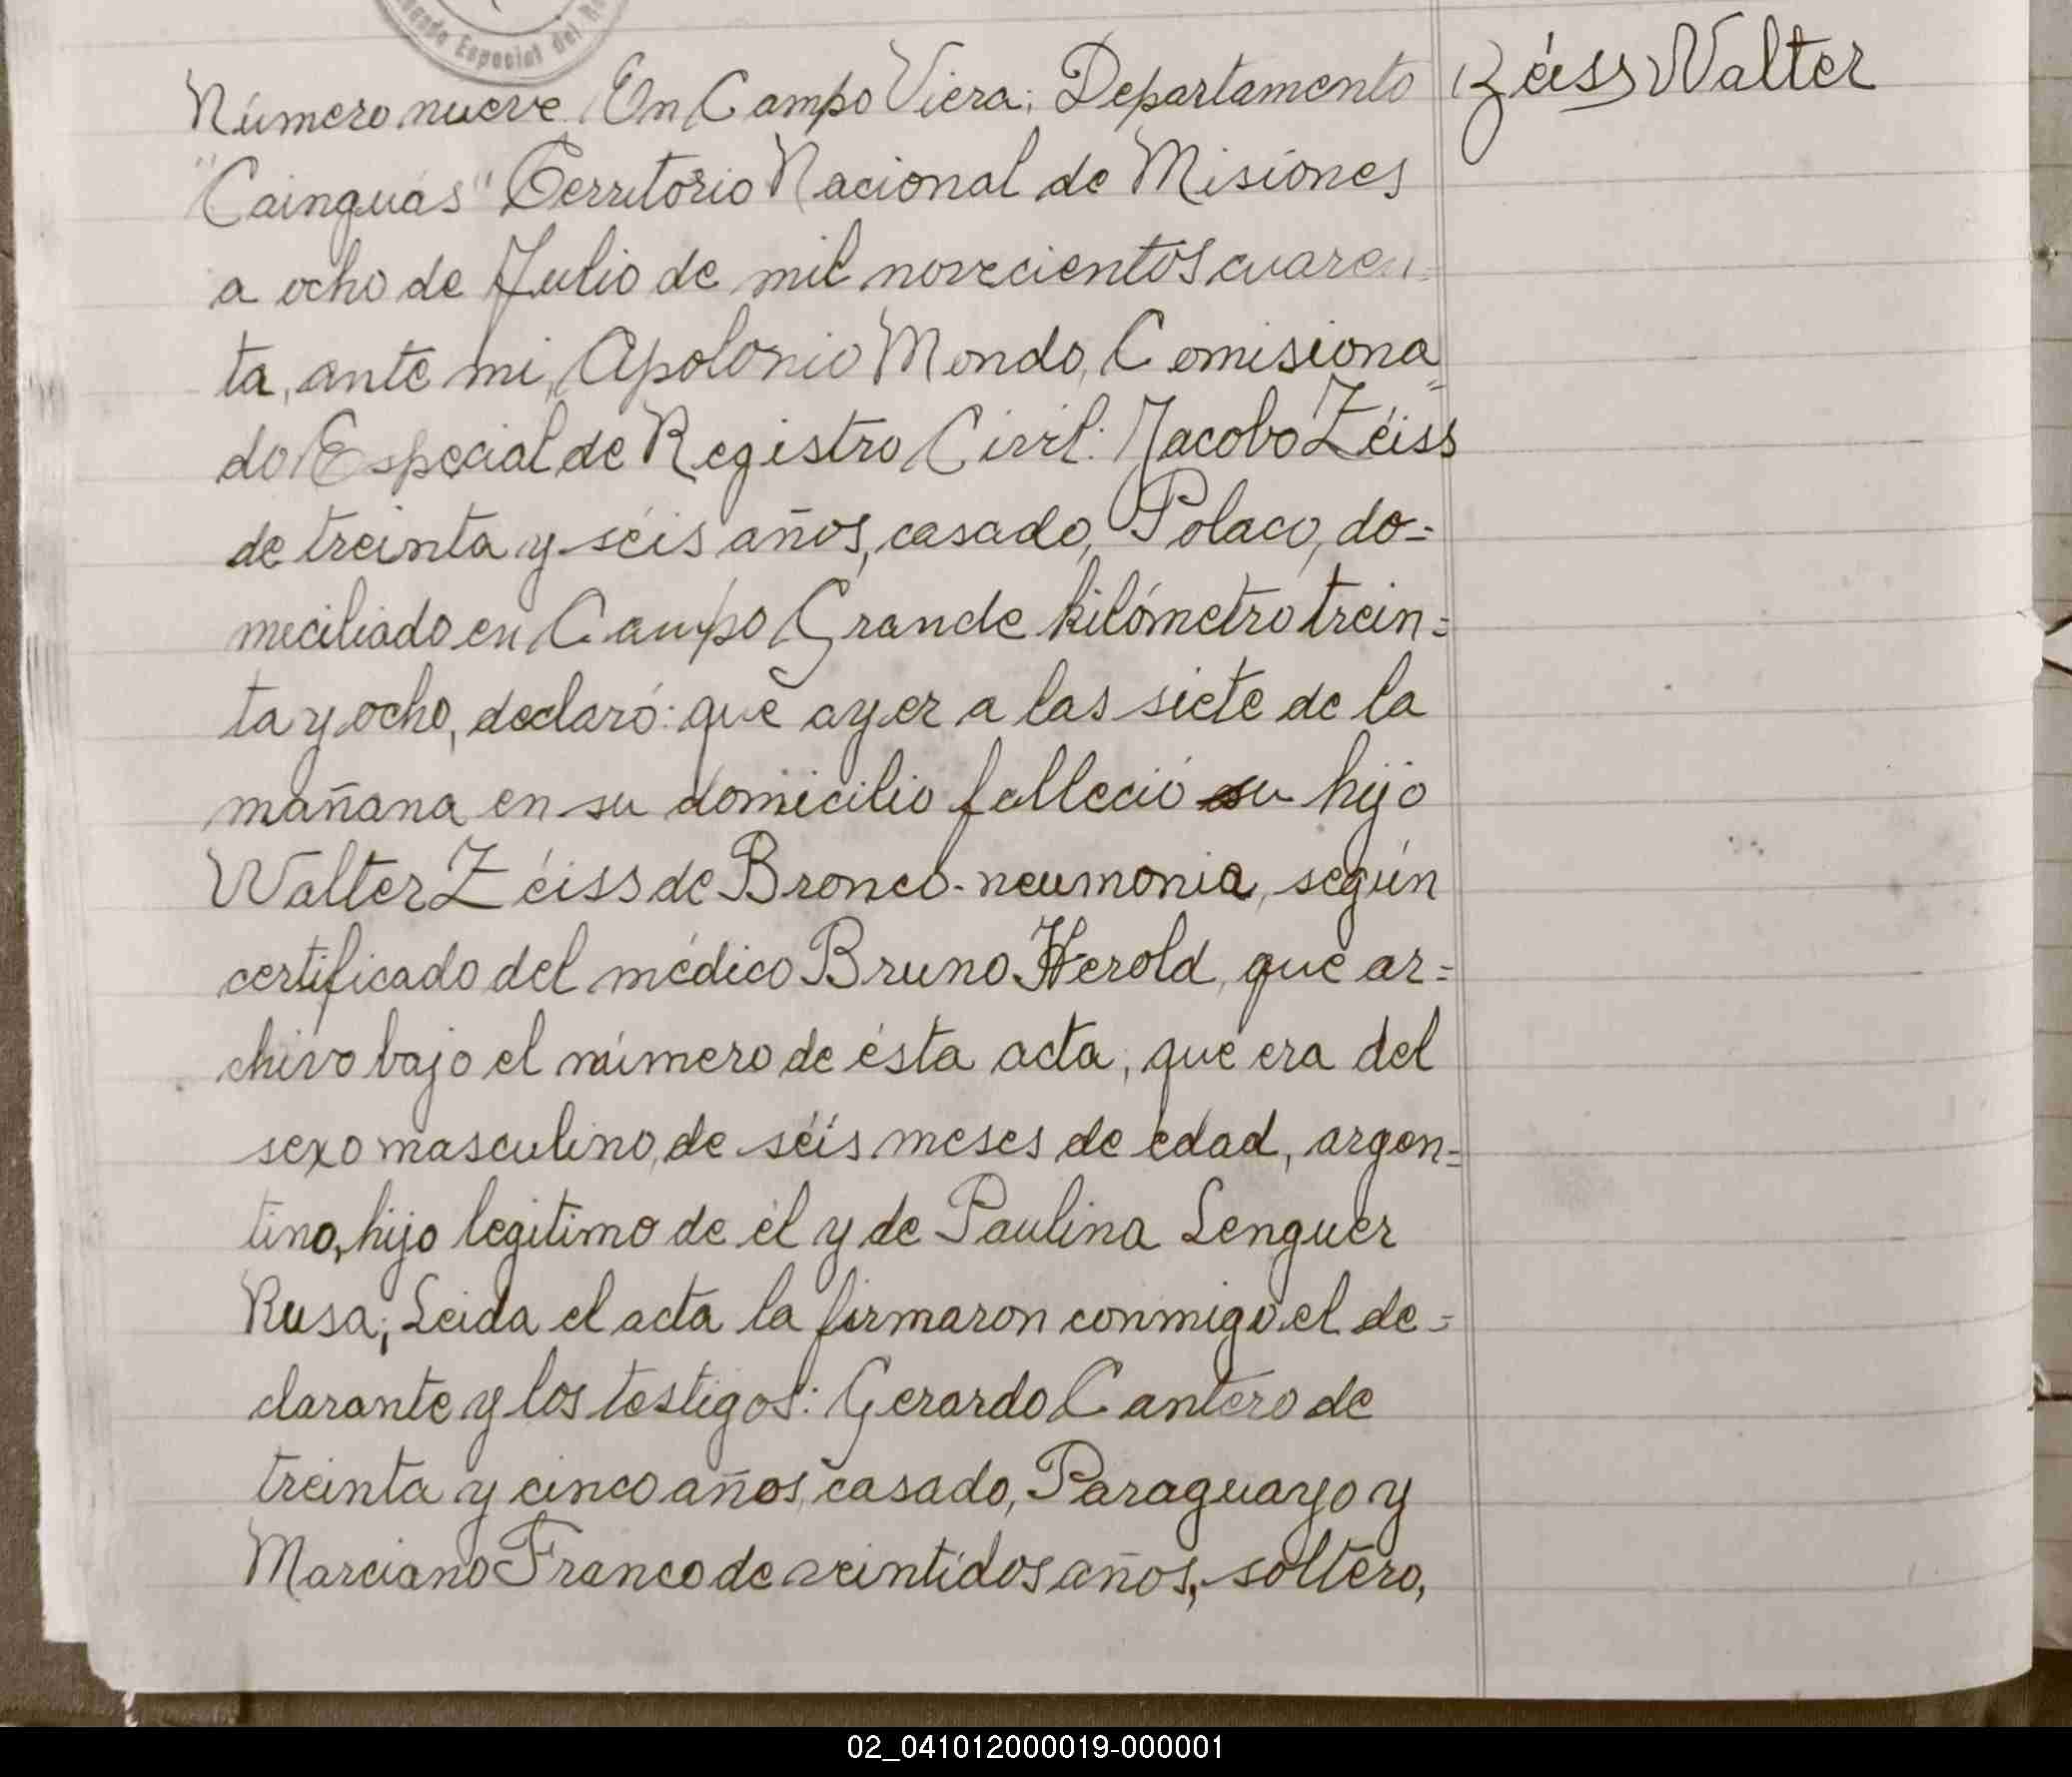 Especial del
Número nueve. En Campo Viera; Departamento
Zéiss Walter
"Cainguás" Territorio Nacional de Misiónes
a ocho de Julio de mil novecientos cuaren=
ta, ante mi, Apolonio Mondo, Comisiona=
do Especial de Registro Civil: Jacobo Zéiss
de treinta y séis años, casado, Polaco, do=
meciliado en Campo Grande kilómetro trein=
ta y ocho, declaró: que ayer a las siete de la
mañana en su domicilio falleció su hijo
Walter Zéiss de Bronco-neumonia, según
certificado del médico Bruno Herold, que ar=
chivo bajo el número de ésta acta, que era del
sexo masculino, de séis meses de edad, argen=
tino, hijo legitimo de él y de Paulina Lenguer
Rusa; Leida el acta la firmaron conmigo el de=
clarante y los testigos: Gerardo Cantero de
treinta y cinco años, casado, Paraguayo y
Marciano Franco de veintidos años, soltero,
02_041012000019-000001